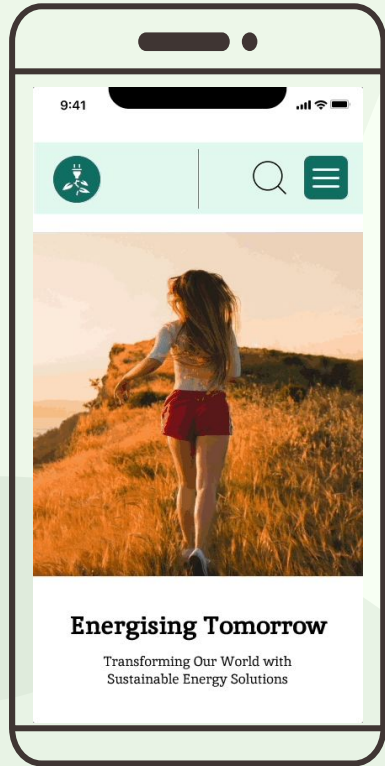 9:41
Energising Tomorrow
Transforming Our World with
Sustainable Energy Solutions